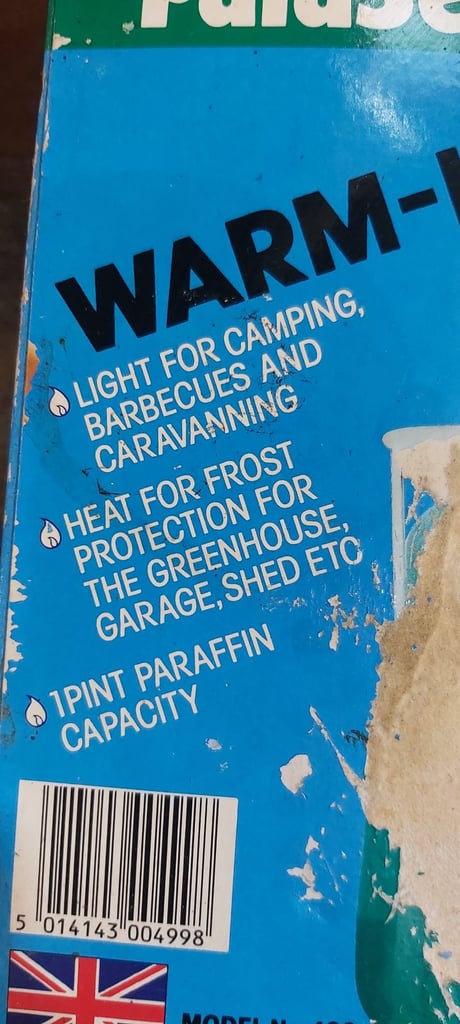 WARM-
LIGHT FOR CAMPING,
BARBECUES AND
CARAVANNING
HEAT FOR FROST
PROTECTION FOR
THE GREENHOUSE,
GARAGE, SHED ETC
1PINT PARAFFIN
CAPACITY
5 014143 004998